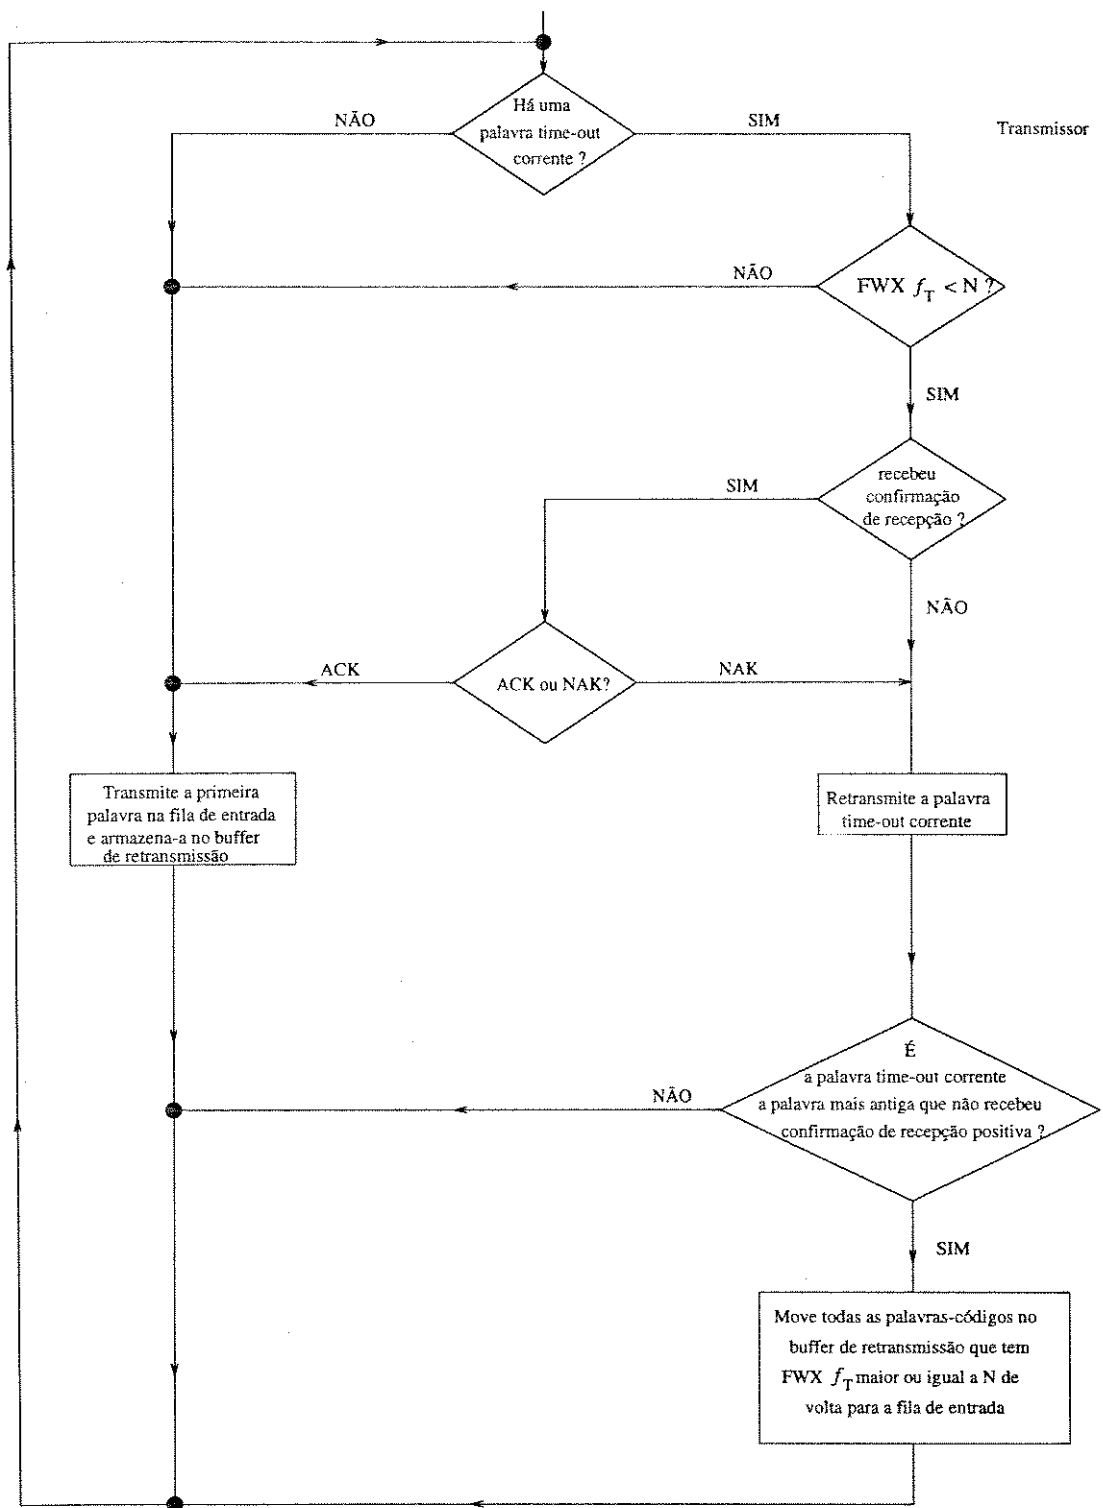 Há uma
palavra time-out
corrente ?
NÃO
SIM
Transmissor
NÃO
FWX fT < N ?
SIM
recebeu
confirmação
de recepção ?
SIM
NÃO
ACK
ACK ou NAK?
NAK
Transmite a primeira
palavra na fila de entrada
e armazena-a no buffer
de retransmissão
Retransmite a palavra
time-out corrente
É
a palavra time-out corrente
a palavra mais antiga que não recebeu
confirmação de recepção positiva ?
NÃO
SIM
Move todas as palavras-códigos no
buffer de retransmissão que tem
FWX fT maior ou igual a N de
volta para a fila de entrada